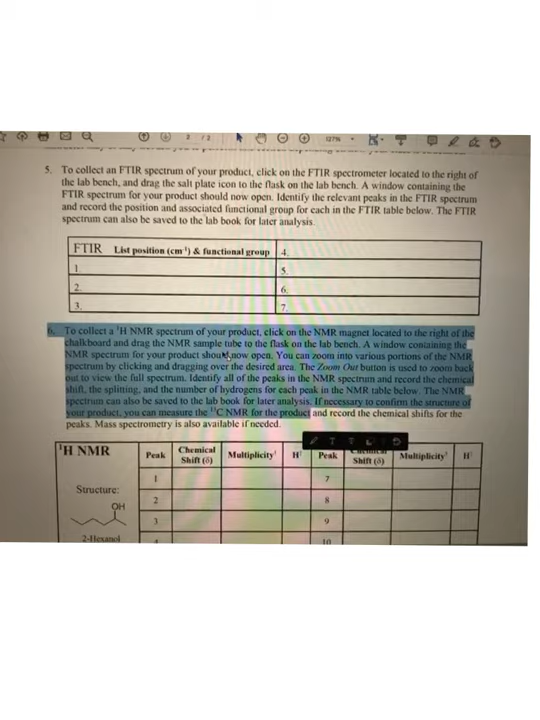 2 / 2
127%
5. To collect an FTIR spectrum of your product, click on the FTIR spectrometer located to the right of
the lab bench, and drag the salt plate icon to the flask on the lab bench. A window containing the
FTIR spectrum for your product should now open. Identify the relevant peaks in the FTIR spectrum
and record the position and associated functional group for each in the FTIR table below. The FTIR
spectrum can also be saved to the lab book for later analysis.
FTIR List position (cm⁻¹) & functional group 4.
1. 5.
2. 6.
3. 7.
6. To collect a ¹H NMR spectrum of your product, click on the NMR magnet located to the right of the
chalkboard and drag the NMR sample tube to the flask on the lab bench. A window containing the
NMR spectrum for your product should now open. You can zoom into various portions of the NMR
spectrum by clicking and dragging over the desired area. The Zoom Out button is used to zoom back
out to view the full spectrum. Identify all of the peaks in the NMR spectrum and record the chemical
shift, the splitting, and the number of hydrogens for each peak in the NMR table below. The NMR
spectrum can also be saved to the lab book for later analysis. If necessary to confirm the structure of
your product, you can measure the ¹³C NMR for the product and record the chemical shifts for the
peaks. Mass spectrometry is also available if needed.
¹H NMR Peak Chemical Shift (δ) Multiplicity† H‡ Peak Chemical Shift (δ) Multiplicity† H‡
1 7
Structure:
2 8
OH
3 9
2-Hexanol 4 10